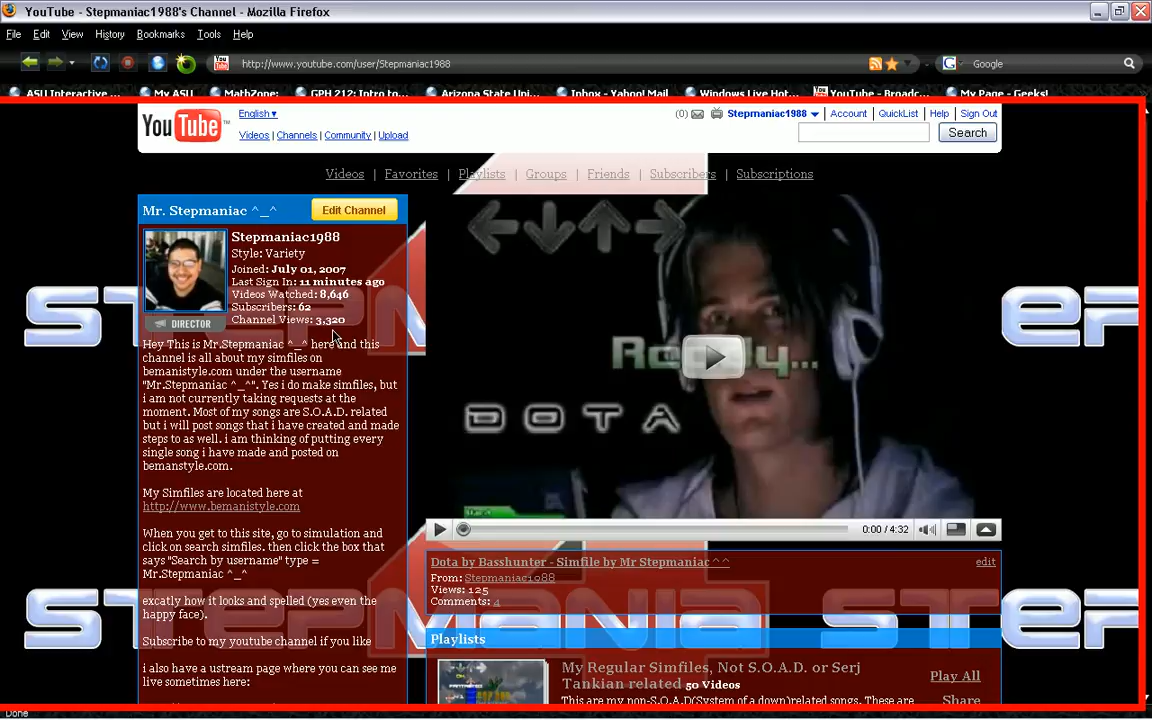 YouTube - Stepmaniac1988's Channel - Mozilla Firefox
File Edit View History Bookmarks Tools Help
http://www.youtube.com/user/Stepmaniac1988
Google
ASU Interactive ... My ASU MathZone: GPH 212: Intro to... Arizona State Uni... Inbox - Yahoo! Mail Windows Live Hot... YouTube - Broadc... My Page - Geeks!
YouTube™ English (0) Stepmaniac1988 Account QuickList Help Sign Out
Videos Channels Community Upload Search
Videos | Favorites | Playlists | Groups | Friends | Subscribers | Subscriptions
Mr. Stepmaniac ^_^ Edit Channel
Stepmaniac1988
Style: Variety
Joined: July 01, 2007
Last Sign In: 11 minutes ago
Videos Watched: 8,646
Subscribers: 62
Channel Views: 3,320
DIRECTOR
Hey This is Mr.Stepmaniac ^_^ here and this
channel is all about my simfiles on
bemanistyle.com under the username
"Mr.Stepmaniac ^_^". Yes i do make simfiles, but
i am not currently taking requests at the
moment. Most of my songs are S.O.A.D. related
but i will post songs that i have created and made
steps to as well. i am thinking of putting every
single song i have made and posted on
bemanstyle.com.
My Simfiles are located here at
http://www.bemanistyle.com
When you get to this site, go to simulation and
click on search simfiles. then click the box that
says "Search by username" type =
Mr.Stepmaniac ^_^
excatly how it looks and spelled (yes even the
happy face).
Subscribe to my youtube channel if you like
i also have a ustream page where you can see me
live sometimes here:
Ready...
DOTA
0:00 / 4:32
Dota by Basshunter - Simfile by Mr Stepmaniac ^^ edit
From: Stepmaniac1988
Views: 125
Comments: 4
Playlists
My Regular Simfiles, Not S.O.A.D. or Serj
Tankian related 50 Videos
Play All
This are my non-S.O.A.D(System of a down)related songs. These are
Share
STEPMANIA STEP
Done